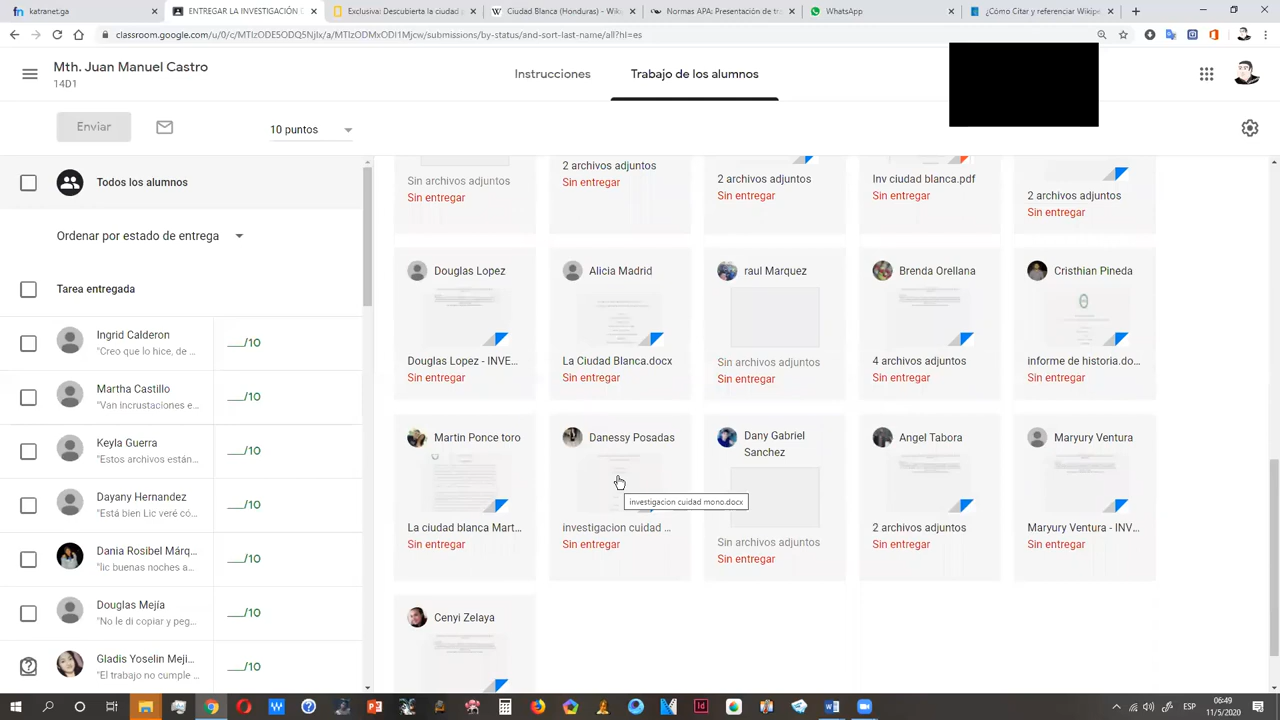 katranet.org
ENTREGAR LA INVESTIGACIÓN D
Exclusiva: Descubierta la ciudad p
Ciudad Blanca (Honduras) - Wiki
Normas APA: Presentación de tr
WhatsApp
¿Cómo Citar y referenciar Wikipe
classroom.google.com/u/0/c/MTIzODE5ODQ5NjIx/a/MTIzODMxODI1Mjcw/submissions/by-status/and-sort-last-name/all?hl=es
Mth. Juan Manuel Castro
14D1
Instrucciones
Trabajo de los alumnos
Enviar
10 puntos
Todos los alumnos
Ordenar por estado de entrega
Tarea entregada
Ingrid Calderon
"Creo que lo hice, de ...
___/10
Martha Castillo
"Van incrustaciones e...
___/10
Keyla Guerra
"Estos archivos están...
___/10
Dayany Hernandez
"Está bien Lic veré có...
___/10
Dania Rosibel Márq...
"lic buenas noches a...
___/10
Douglas Mejía
"No le di copiar y peg...
___/10
Gladis Yoselin Meji...
"El trabajo no cumple ...
___/10
Sin archivos adjuntos
Sin entregar
2 archivos adjuntos
Sin entregar
2 archivos adjuntos
Sin entregar
Inv ciudad blanca.pdf
Sin entregar
2 archivos adjuntos
Sin entregar
Douglas Lopez
Douglas Lopez - INVE...
Sin entregar
Alicia Madrid
La Ciudad Blanca.docx
Sin entregar
raul Marquez
Sin archivos adjuntos
Sin entregar
Brenda Orellana
4 archivos adjuntos
Sin entregar
Cristhian Pineda
informe de historia.do...
Sin entregar
Martin Ponce toro
La ciudad blanca Mart...
Sin entregar
Danessy Posadas
investigacion cuidad mono.docx
investigacion cuidad ...
Sin entregar
Dany Gabriel
Sanchez
Sin archivos adjuntos
Sin entregar
Angel Tabora
2 archivos adjuntos
Sin entregar
Maryury Ventura
Maryury Ventura - INV...
Sin entregar
Cenyi Zelaya
ESP
06:49
11/5/2020